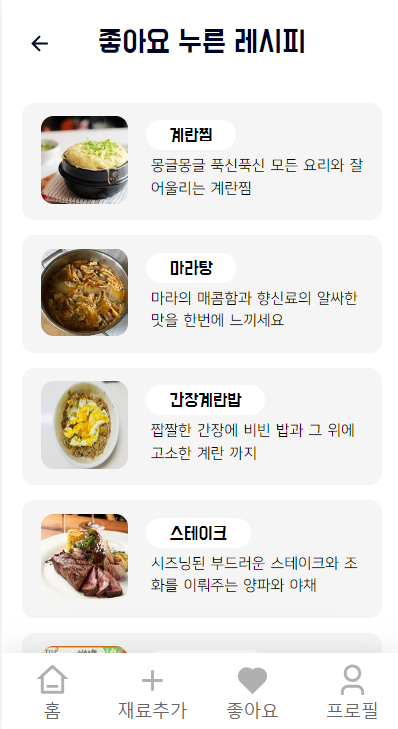 좋아요 누른 레시피
계란찜
몽글몽글 푹신푹신 모든 요리와 잘
어울리는 계란찜
마라탕
마라의 매콤함과 향신료의 알싸한
맛을 한번에 느끼세요
간장계란밥
짭짤한 간장에 비빈 밥과 그 위에
고소한 계란 까지
스테이크
시즈닝된 부드러운 스테이크와 조
화를 이뤄주는 양파와 야채
홈
재료추가
좋아요
프로필